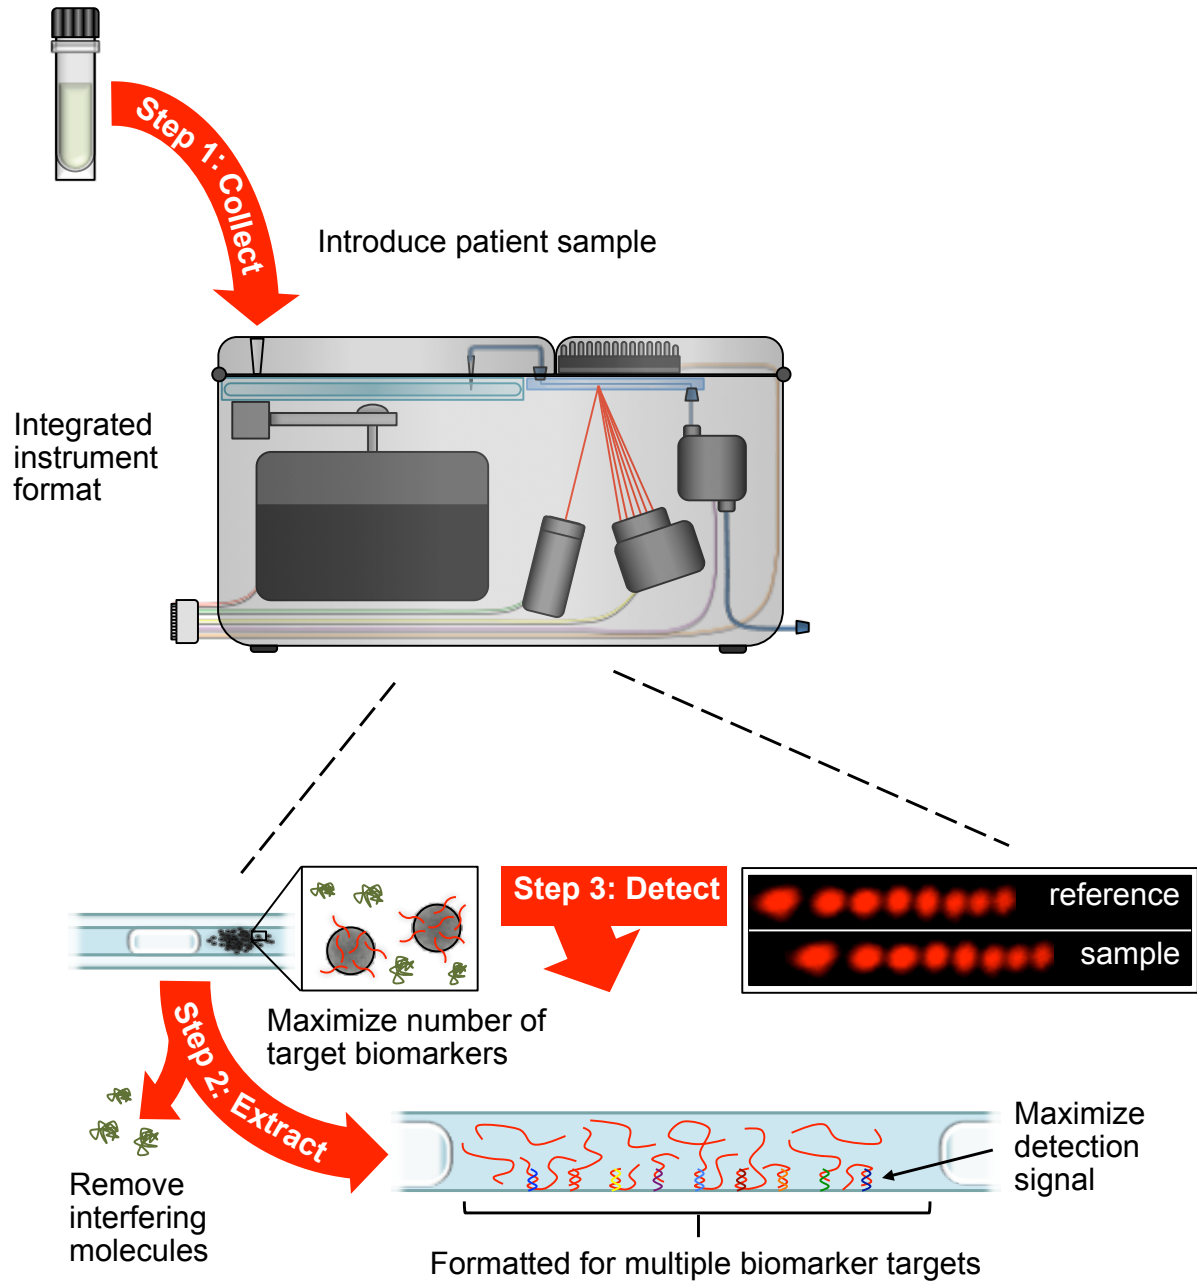 Step 1: Collect
Introduce patient sample
Integrated
instrument
format
Step 3: Detect
reference
sample
Maximize number of
target biomarkers
Step 2: Extract
Remove
interfering
molecules
Maximize
detection
signal
Formatted for multiple biomarker targets